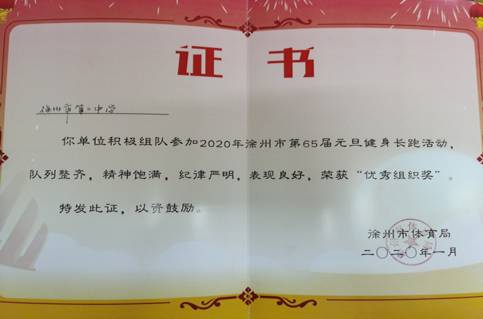 证书
徐州市第一中学
你单位积极组队参加2020年徐州市第65届元旦健身长跑活动，
队列整齐，精神饱满，纪律严明，表现良好，荣获“优秀组织奖”。
特发此证，以资鼓励。
徐州市体育局
二〇二〇年一月